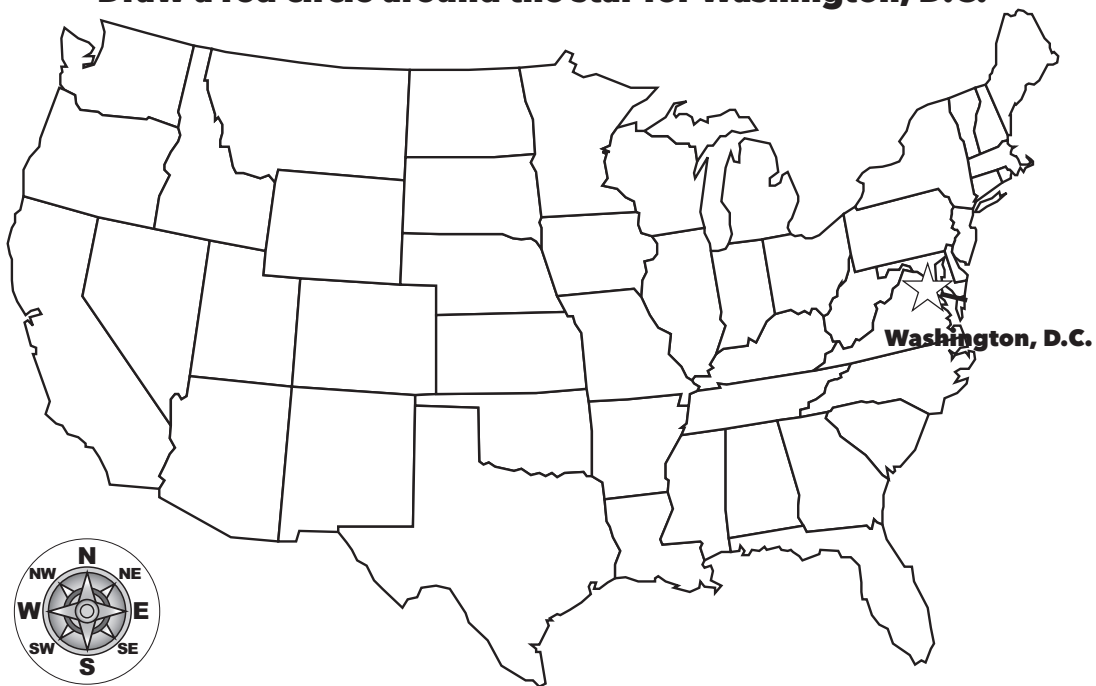 Draw a red circle around the star for Washington, D.C.
Washington, D.C.
N
NW NE
W E
SW SE
S